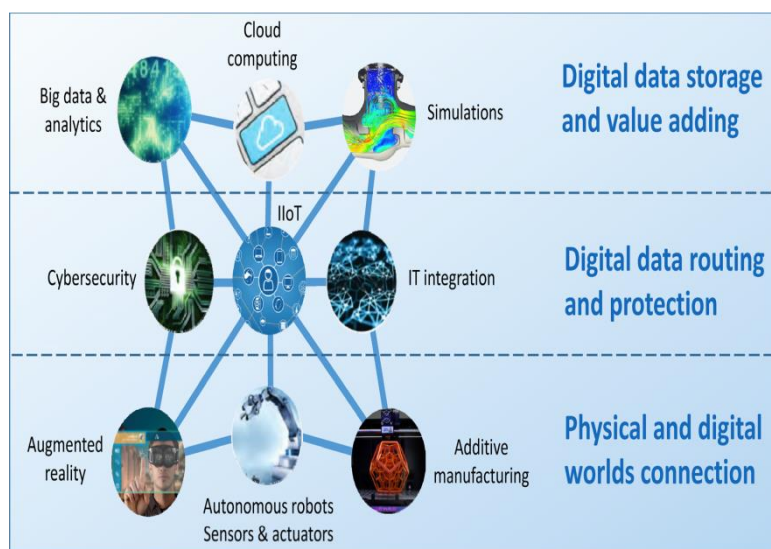 Cloud
computing
Big data &
analytics
Simulations
Digital data storage
and value adding
IIoT
Cybersecurity
IT integration
Digital data routing
and protection
Augmented
reality
Autonomous robots
Sensors & actuators
Additive
manufacturing
Physical and digital
worlds connection